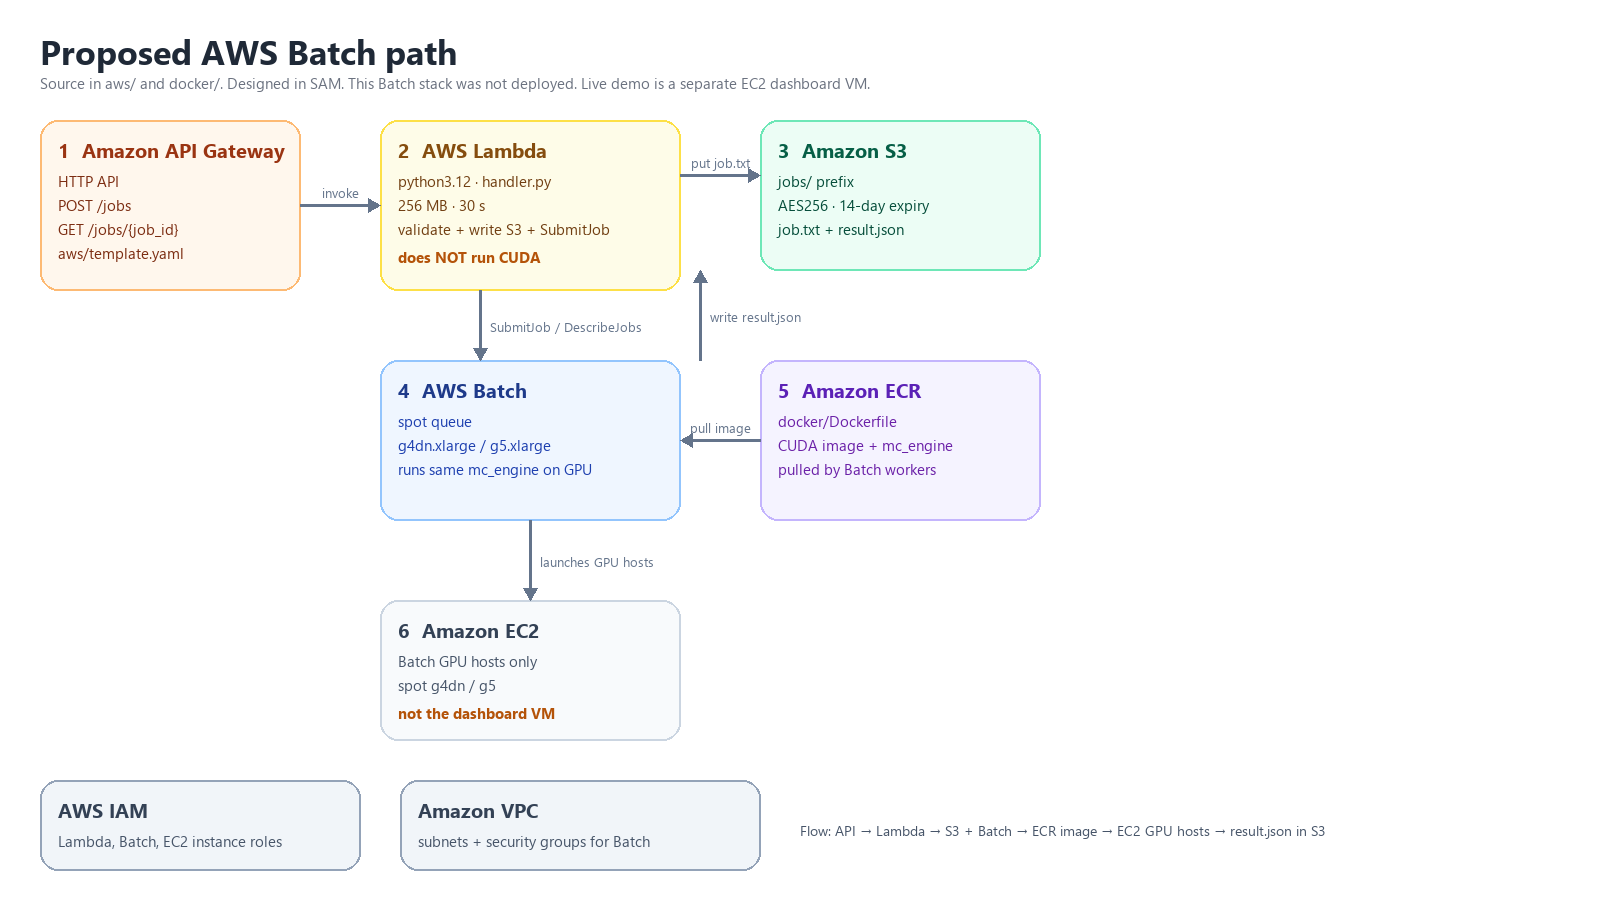 Proposed AWS Batch path
Source in aws/ and docker/. Designed in SAM. This Batch stack was not deployed. Live demo is a separate EC2 dashboard VM.
1 Amazon API Gateway
HTTP API
POST /jobs
GET /jobs/{job_id}
aws/template.yaml
invoke
2 AWS Lambda
python3.12 · handler.py
256 MB · 30 s
validate + write S3 + SubmitJob
does NOT run CUDA
put job.txt
3 Amazon S3
jobs/ prefix
AES256 · 14-day expiry
job.txt + result.json
SubmitJob / DescribeJobs
write result.json
4 AWS Batch
spot queue
g4dn.xlarge / g5.xlarge
runs same mc_engine on GPU
pull image
5 Amazon ECR
docker/Dockerfile
CUDA image + mc_engine
pulled by Batch workers
launches GPU hosts
6 Amazon EC2
Batch GPU hosts only
spot g4dn / g5
not the dashboard VM
AWS IAM
Lambda, Batch, EC2 instance roles
Amazon VPC
subnets + security groups for Batch
Flow: API → Lambda → S3 + Batch → ECR image → EC2 GPU hosts → result.json in S3